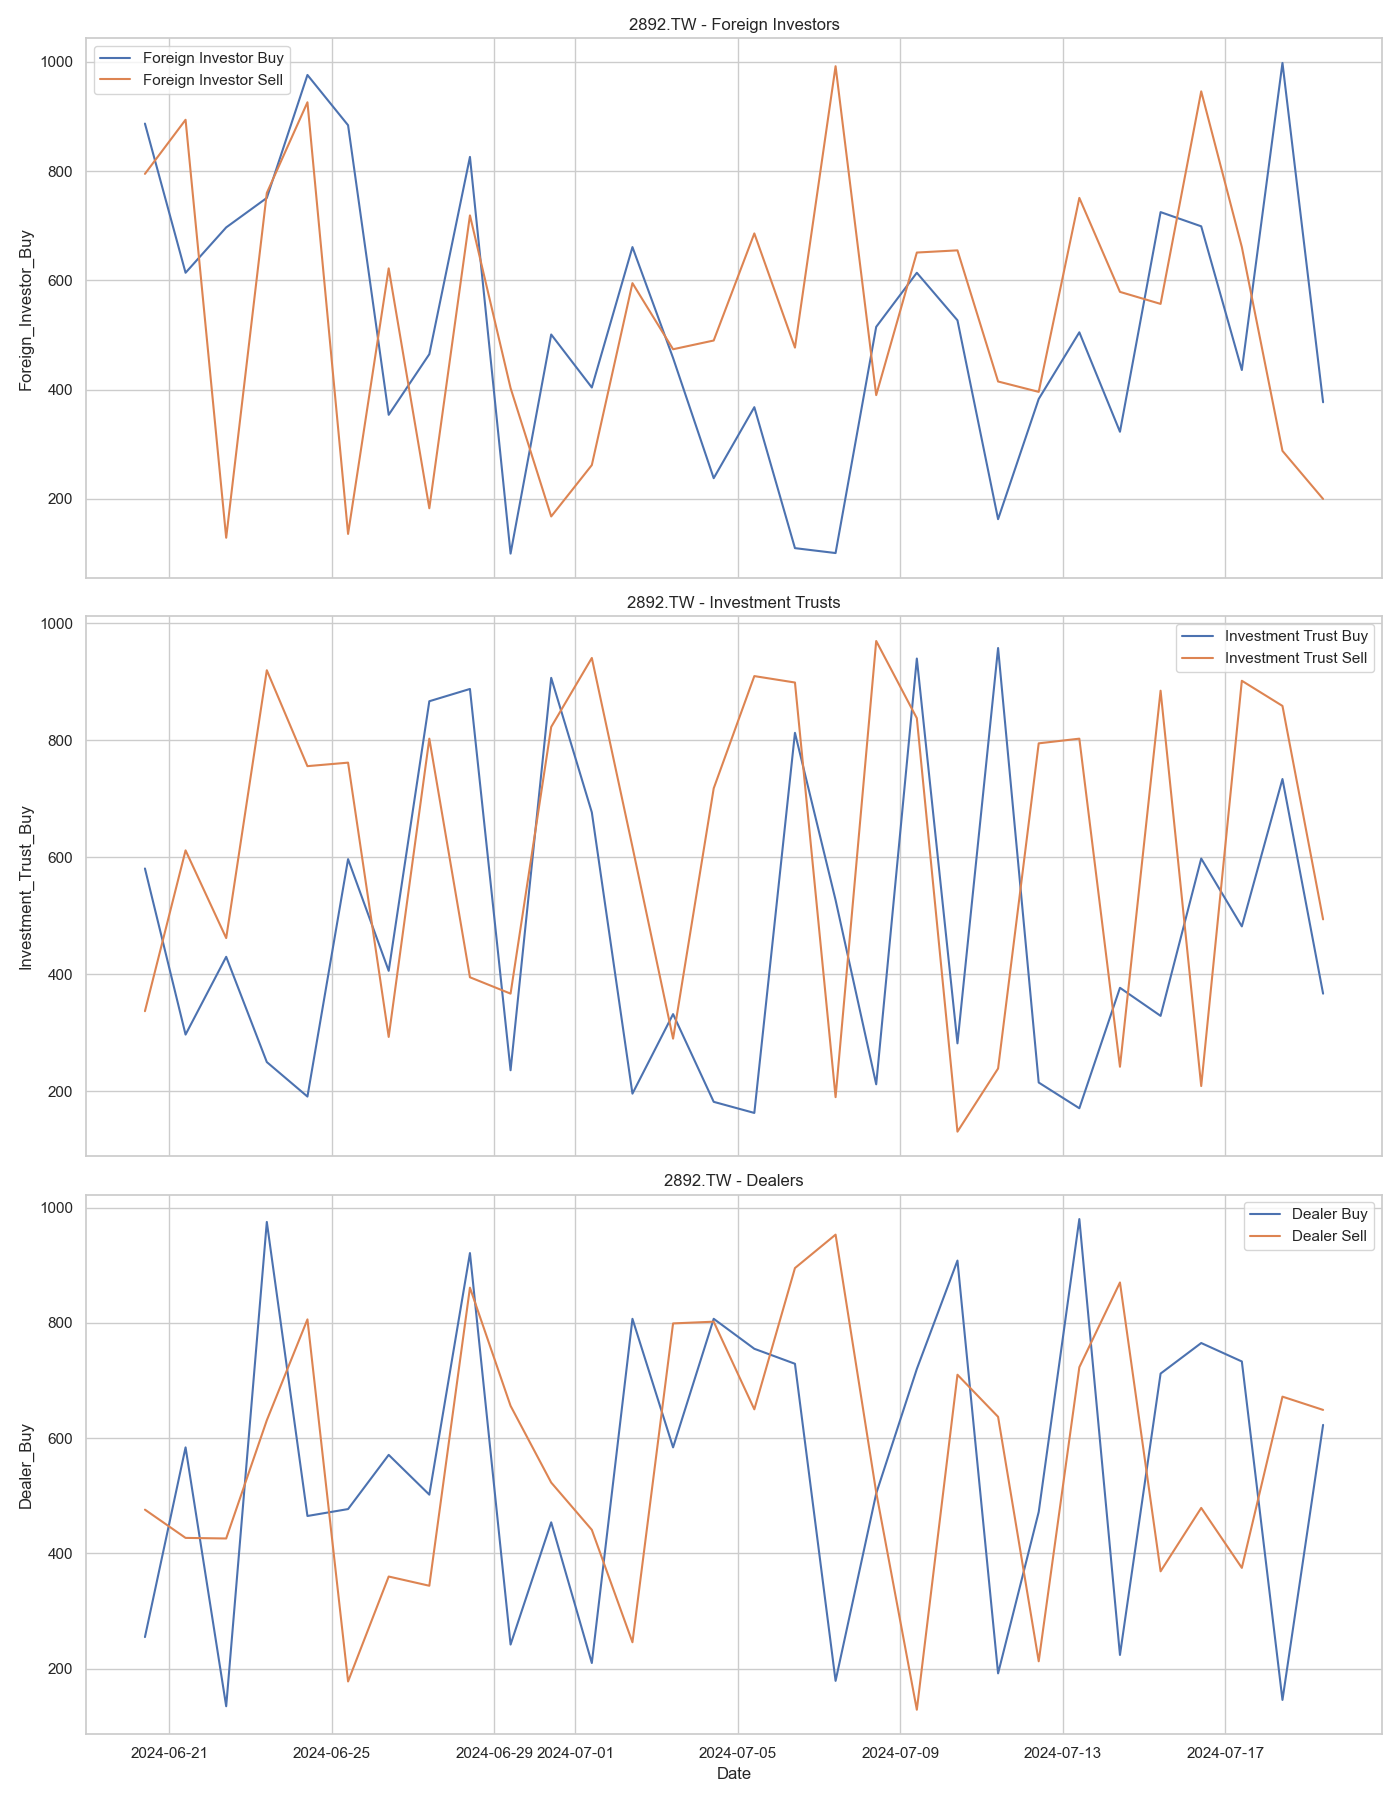 2892.TW - Foreign Investors
Foreign Investor Buy
Foreign Investor Sell
Foreign_Investor_Buy
1000
800
600
400
200
2892.TW - Investment Trusts
Investment Trust Buy
Investment Trust Sell
Investment_Trust_Buy
1000
800
600
400
200
2892.TW - Dealers
Dealer Buy
Dealer Sell
Dealer_Buy
1000
800
600
400
200
2024-06-21 2024-06-25 2024-06-29 2024-07-01 2024-07-05 2024-07-09 2024-07-13 2024-07-17
Date